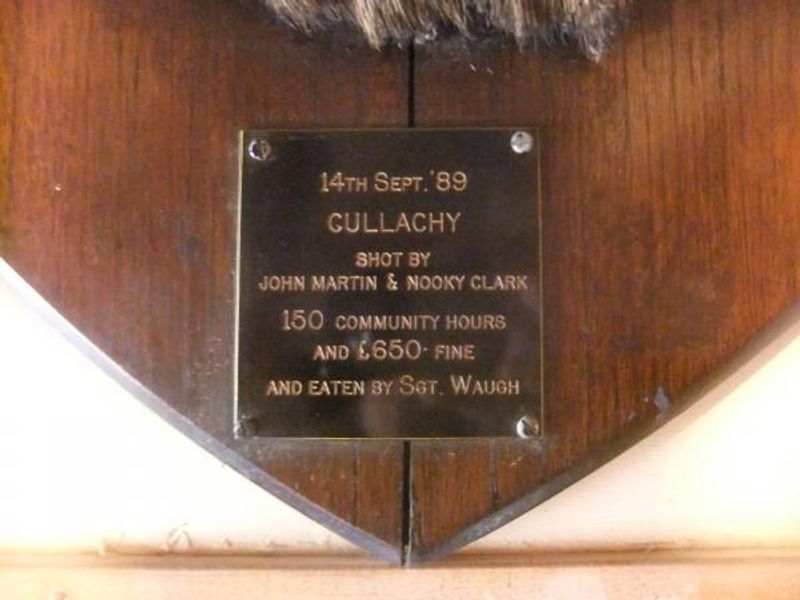 14TH SEPT. '89
CULLACHY
SHOT BY
JOHN MARTIN & NOOKY CLARK
150 COMMUNITY HOURS
AND £650· FINE
AND EATEN BY SGT. WAUGH